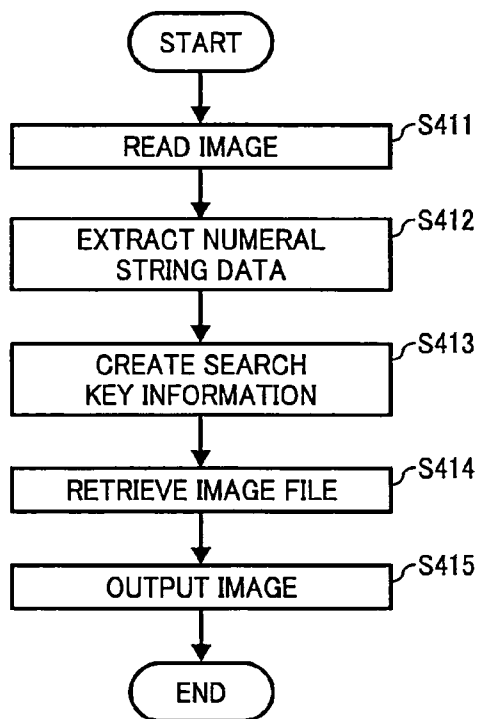 START
READ IMAGE
S411
EXTRACT NUMERAL
STRING DATA
S412
CREATE SEARCH
KEY INFORMATION
S413
RETRIEVE IMAGE FILE
S414
OUTPUT IMAGE
S415
END